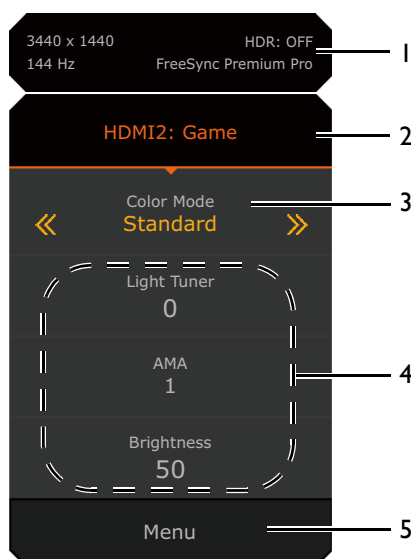 3440 x 1440 HDR: OFF 1
144 Hz FreeSync Premium Pro
HDMI2: Game 2
Color Mode 3
Standard
Light Tuner
0
AMA 4
1
Brightness
50
Menu 5